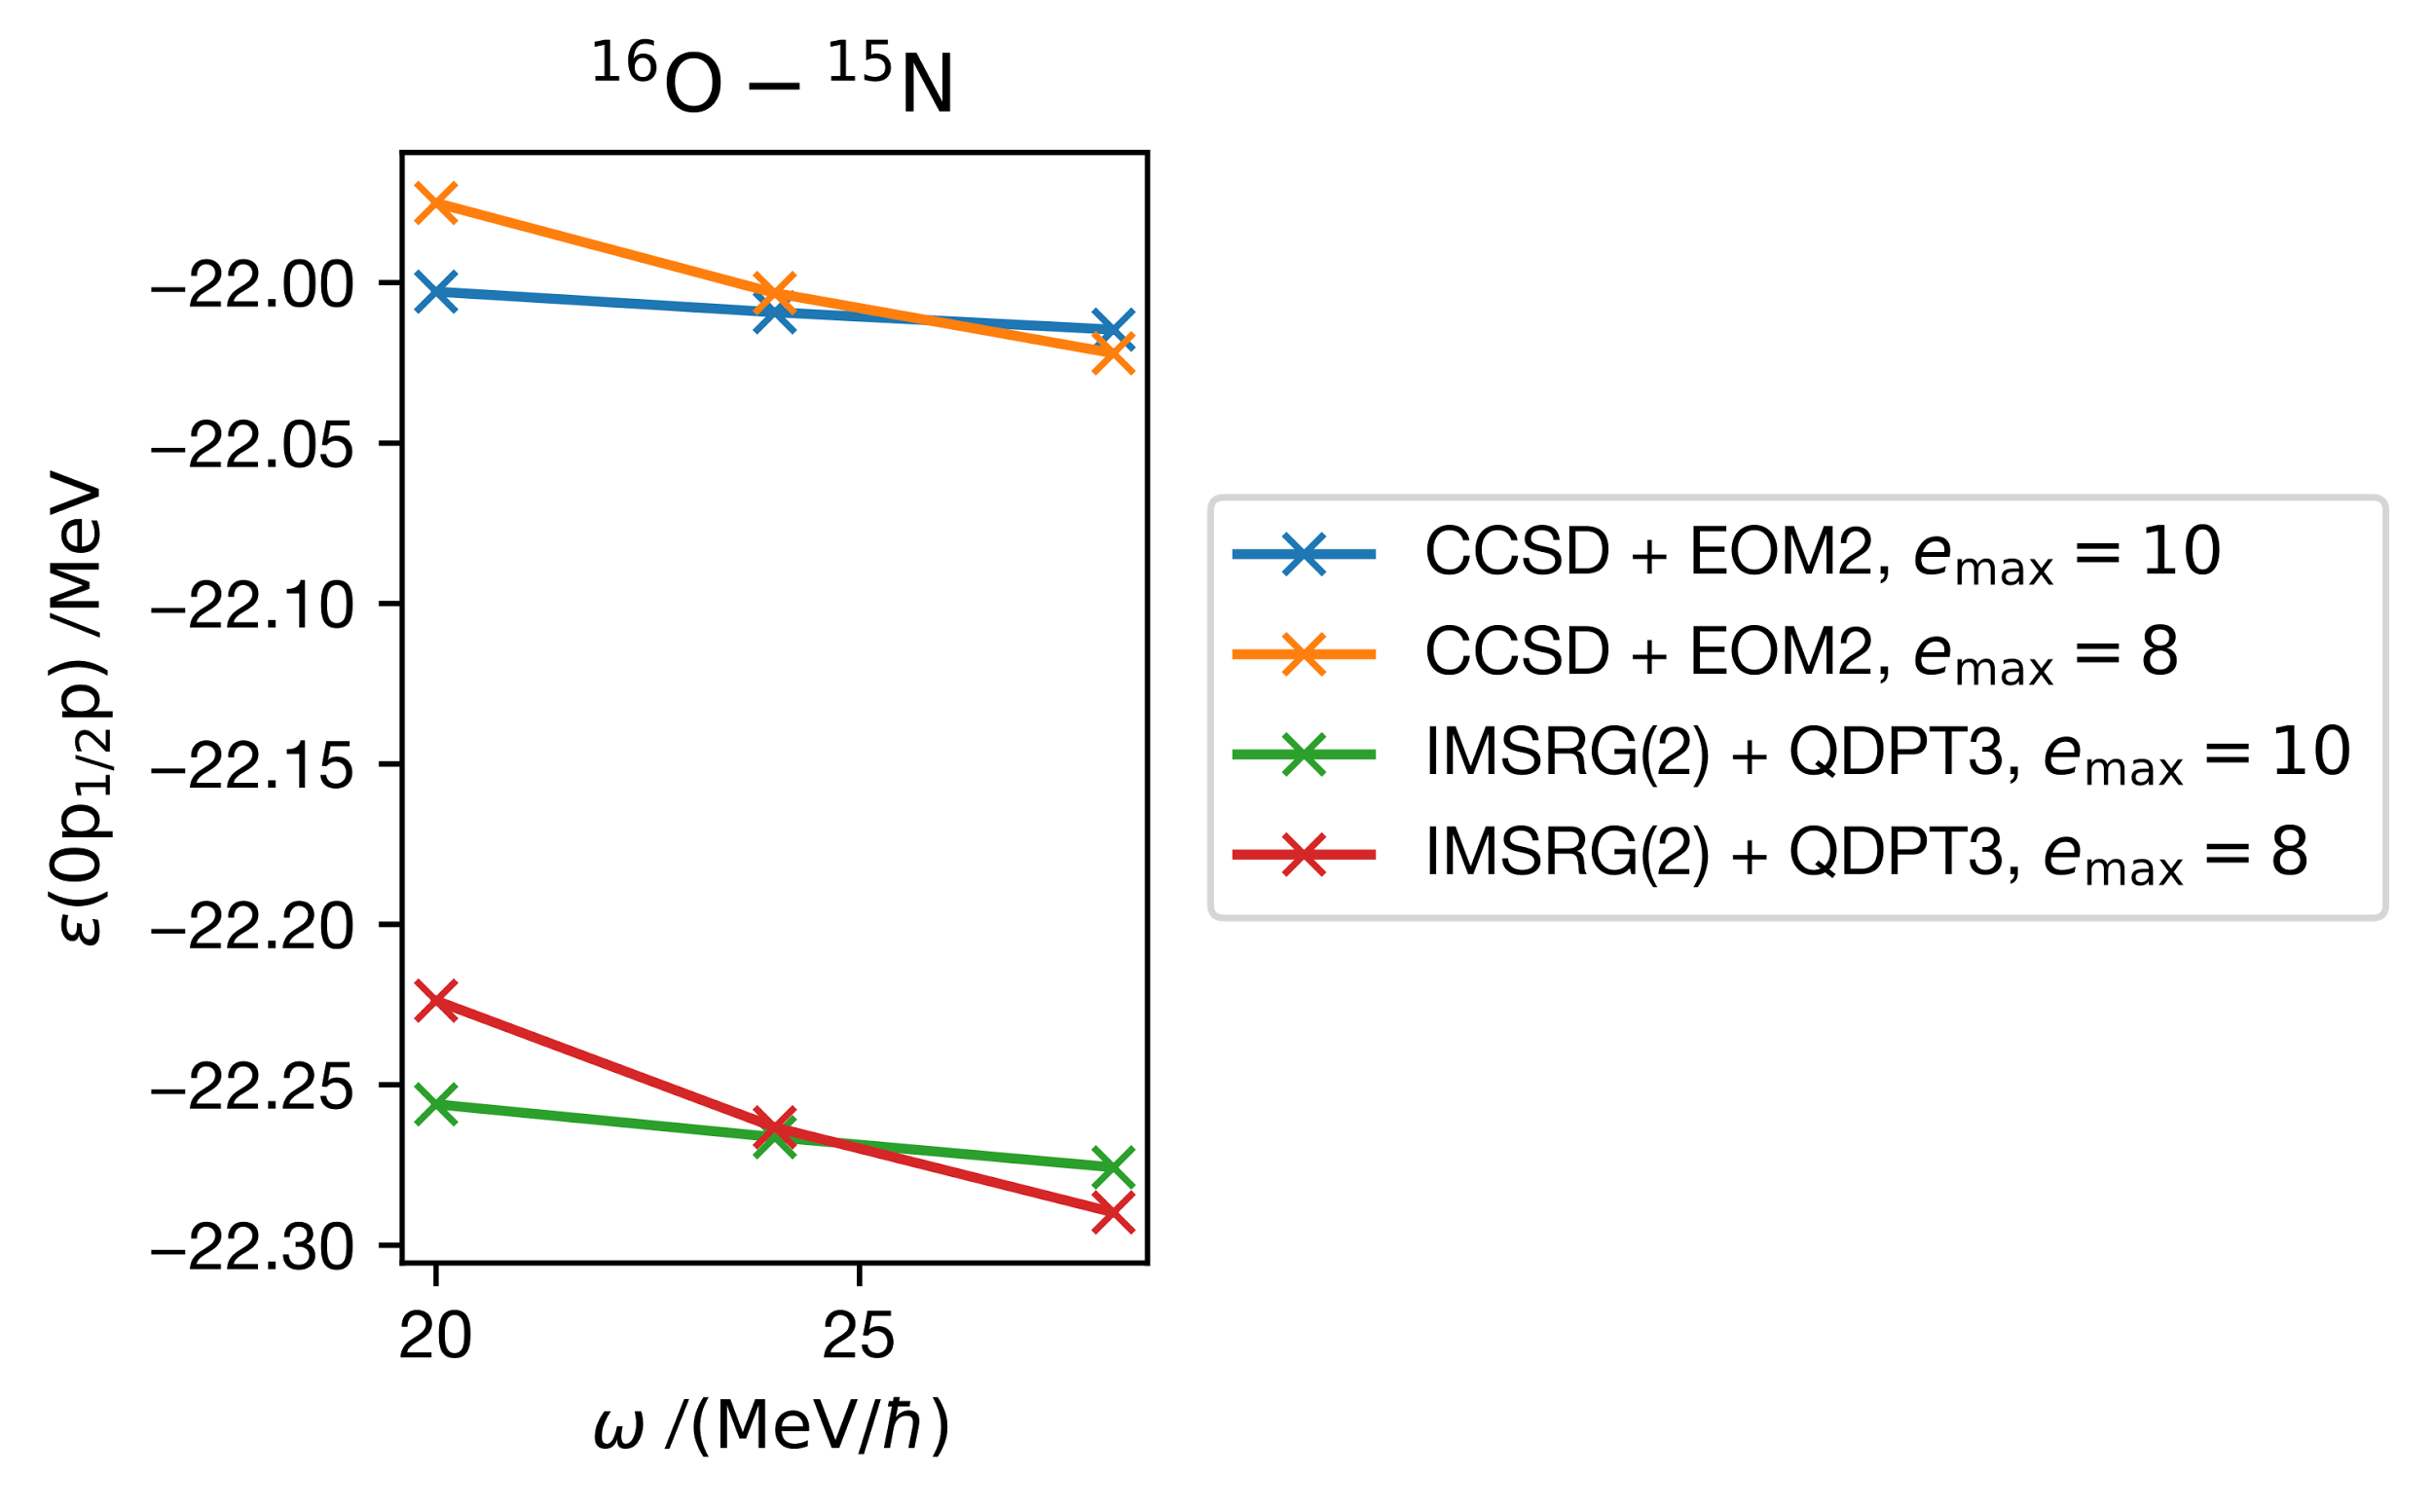 ¹⁶O − ¹⁵N
ε(0p₁/₂p) /MeV
−22.00
−22.05
−22.10
−22.15
−22.20
−22.25
−22.30
20 25
ω /(MeV/ℏ)
CCSD + EOM2, eₘₐₓ = 10
CCSD + EOM2, eₘₐₓ = 8
IMSRG(2) + QDPT3, eₘₐₓ = 10
IMSRG(2) + QDPT3, eₘₐₓ = 8